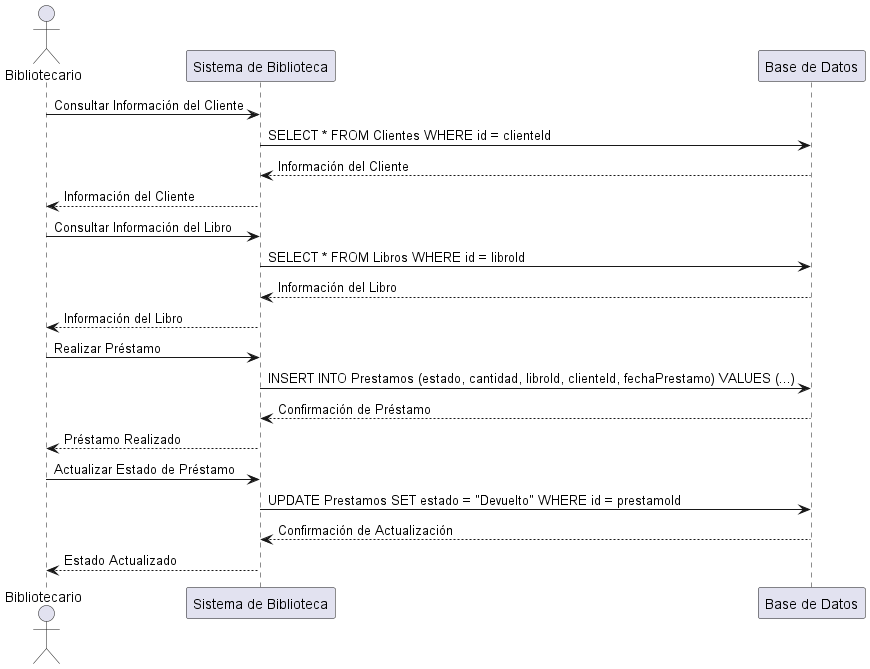 Bibliotecario
Sistema de Biblioteca
Base de Datos
Consultar Información del Cliente
SELECT * FROM Clientes WHERE id = clienteId
Información del Cliente
Información del Cliente
Consultar Información del Libro
SELECT * FROM Libros WHERE id = libroId
Información del Libro
Información del Libro
Realizar Préstamo
INSERT INTO Prestamos (estado, cantidad, libroId, clienteId, fechaPrestamo) VALUES (...)
Confirmación de Préstamo
Préstamo Realizado
Actualizar Estado de Préstamo
UPDATE Prestamos SET estado = "Devuelto" WHERE id = prestamoId
Confirmación de Actualización
Estado Actualizado
Bibliotecario
Sistema de Biblioteca
Base de Datos